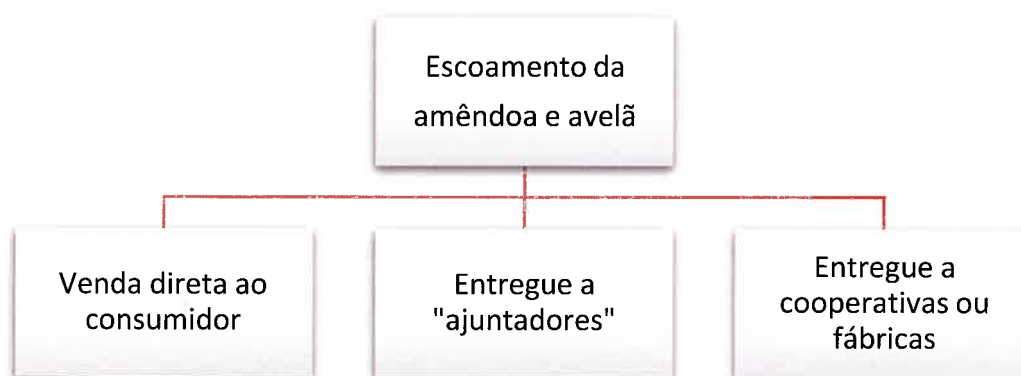 Escoamento da
amêndoa e avelã
Venda direta ao
consumidor
Entregue a
"ajuntadores"
Entregue a
cooperativas ou
fábricas